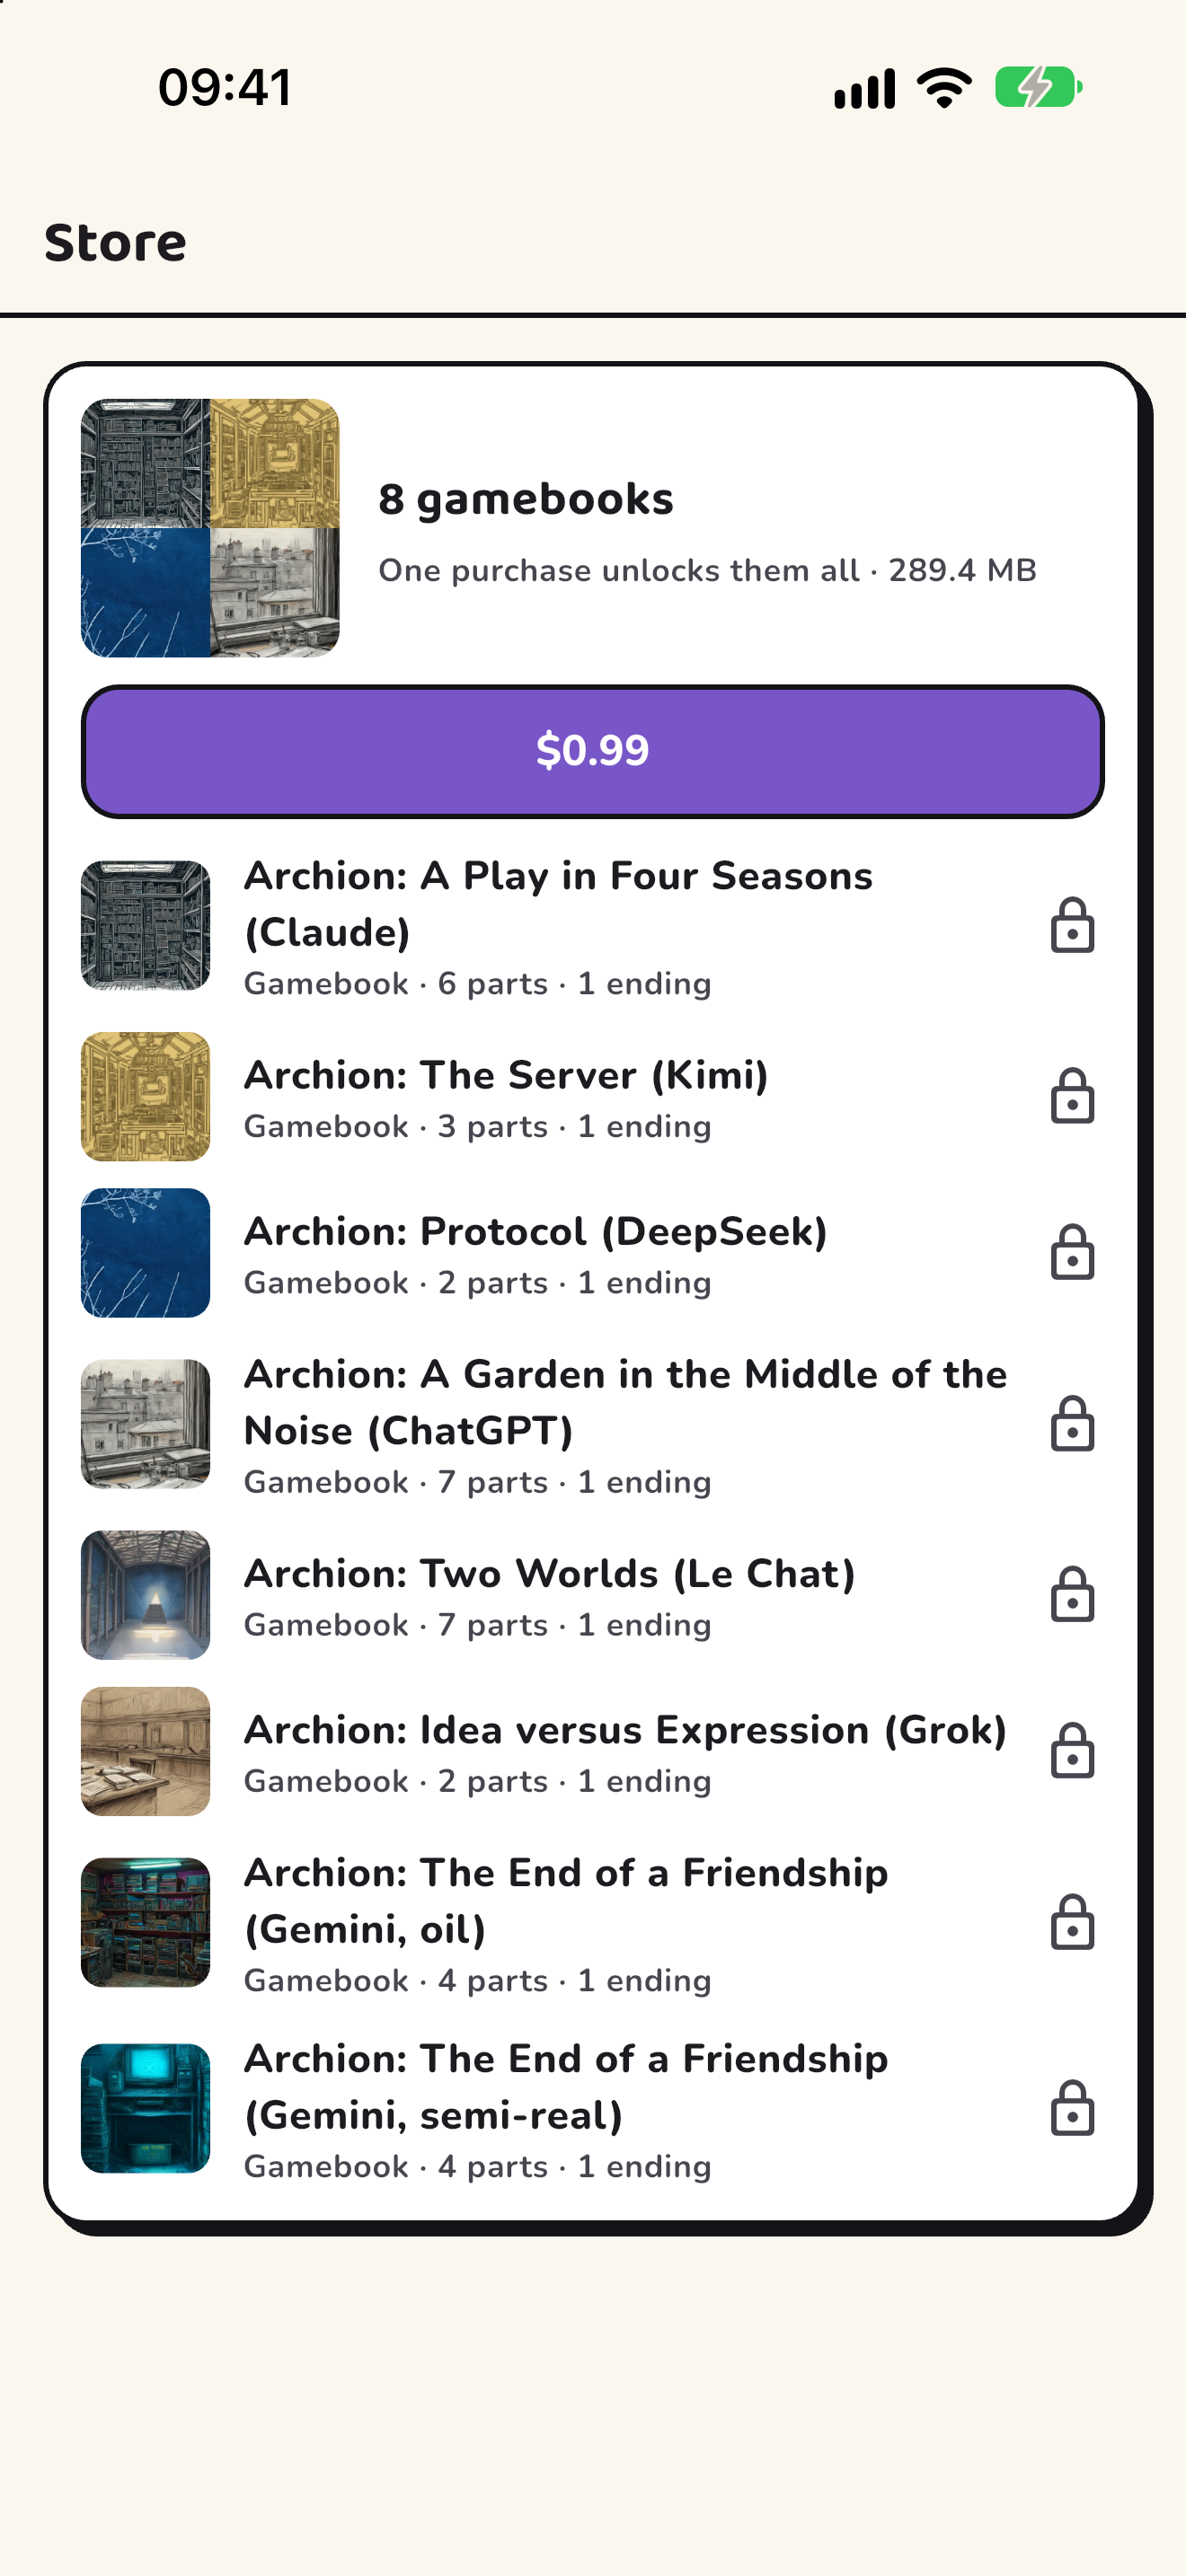 09:41
Store
8 gamebooks
One purchase unlocks them all · 289.4 MB
$0.99
Archion: A Play in Four Seasons
(Claude)
Gamebook · 6 parts · 1 ending
Archion: The Server (Kimi)
Gamebook · 3 parts · 1 ending
Archion: Protocol (DeepSeek)
Gamebook · 2 parts · 1 ending
Archion: A Garden in the Middle of the
Noise (ChatGPT)
Gamebook · 7 parts · 1 ending
Archion: Two Worlds (Le Chat)
Gamebook · 7 parts · 1 ending
Archion: Idea versus Expression (Grok)
Gamebook · 2 parts · 1 ending
Archion: The End of a Friendship
(Gemini, oil)
Gamebook · 4 parts · 1 ending
Archion: The End of a Friendship
(Gemini, semi-real)
Gamebook · 4 parts · 1 ending